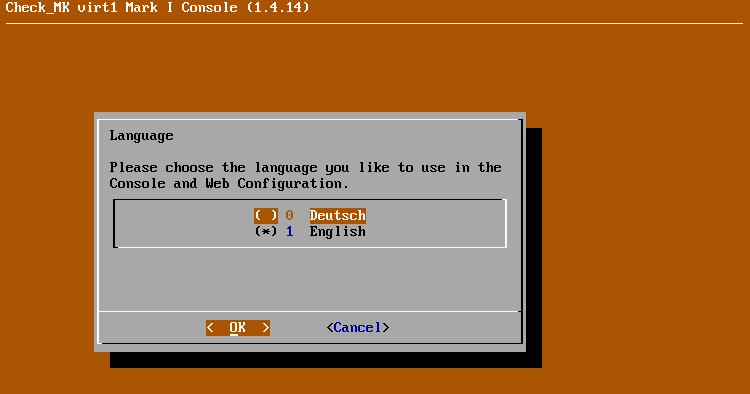 Check_MK virt1 Mark I Console (1.4.14)
Language
Please choose the language you like to use in the
Console and Web Configuration.
( ) 0 Deutsch
(*) 1 English
< OK > <Cancel>